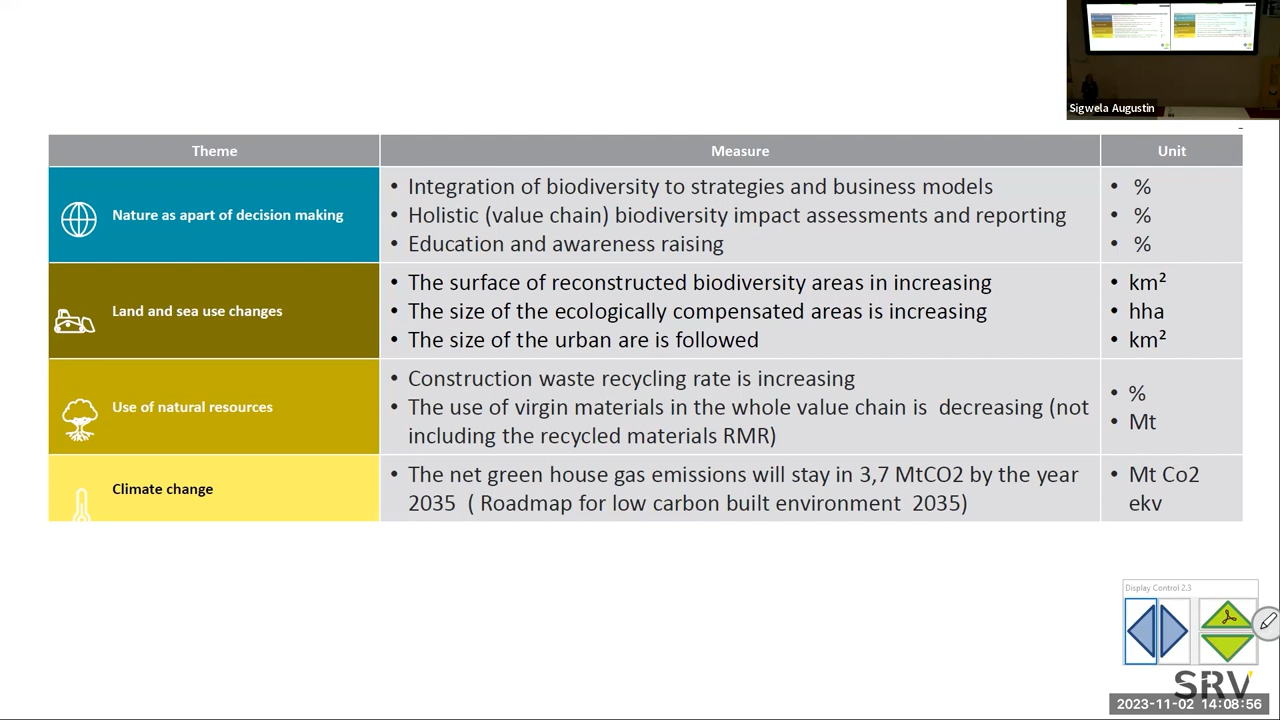 Sigwela Augustin
Theme
Measure
Unit
Nature as apart of decision making
• Integration of biodiversity to strategies and business models
• Holistic (value chain) biodiversity impact assessments and reporting
• Education and awareness raising
• %
• %
• %
Land and sea use changes
• The surface of reconstructed biodiversity areas in increasing
• The size of the ecologically compensated areas is increasing
• The size of the urban are is followed
• km²
• hha
• km²
Use of natural resources
• Construction waste recycling rate is increasing
• The use of virgin materials in the whole value chain is decreasing (not
including the recycled materials RMR)
• %
• Mt
Climate change
• The net green house gas emissions will stay in 3,7 MtCO2 by the year
2035 ( Roadmap for low carbon built environment 2035)
• Mt Co2
ekv
Display Control 2.3
SRV
2023-11-02 14:08:56